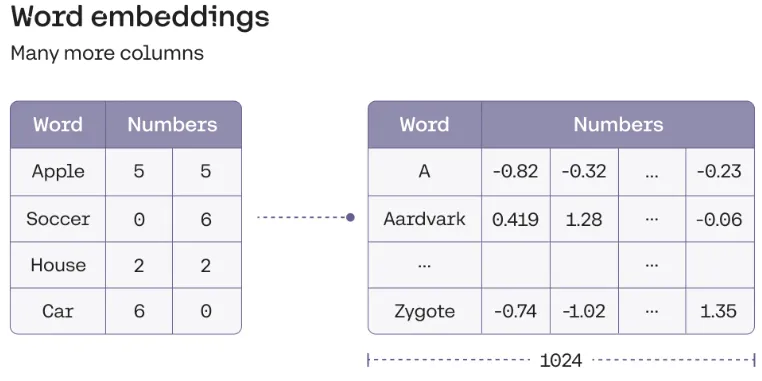 Word embeddings
Many more columns
Word Numbers
Apple 5 5
Soccer 0 6
House 2 2
Car 6 0
Word Numbers
A -0.82 -0.32 ... -0.23
Aardvark 0.419 1.28 ... -0.06
... ...
Zygote -0.74 -1.02 ... 1.35
1024